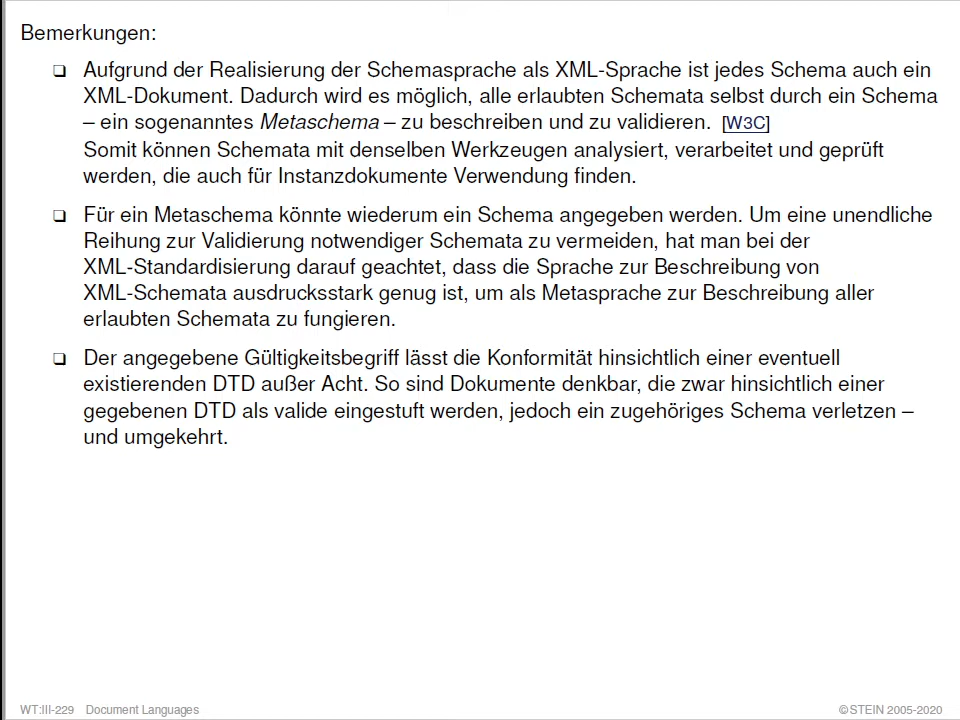 Bemerkungen:
❑ Aufgrund der Realisierung der Schemasprache als XML-Sprache ist jedes Schema auch ein
XML-Dokument. Dadurch wird es möglich, alle erlaubten Schemata selbst durch ein Schema
– ein sogenanntes Metaschema – zu beschreiben und zu validieren. [W3C]
Somit können Schemata mit denselben Werkzeugen analysiert, verarbeitet und geprüft
werden, die auch für Instanzdokumente Verwendung finden.
❑ Für ein Metaschema könnte wiederum ein Schema angegeben werden. Um eine unendliche
Reihung zur Validierung notwendiger Schemata zu vermeiden, hat man bei der
XML-Standardisierung darauf geachtet, dass die Sprache zur Beschreibung von
XML-Schemata ausdrucksstark genug ist, um als Metasprache zur Beschreibung aller
erlaubten Schemata zu fungieren.
❑ Der angegebene Gültigkeitsbegriff lässt die Konformität hinsichtlich einer eventuell
existierenden DTD außer Acht. So sind Dokumente denkbar, die zwar hinsichtlich einer
gegebenen DTD als valide eingestuft werden, jedoch ein zugehöriges Schema verletzen –
und umgekehrt.
WT:III-229 Document Languages ©STEIN 2005-2020